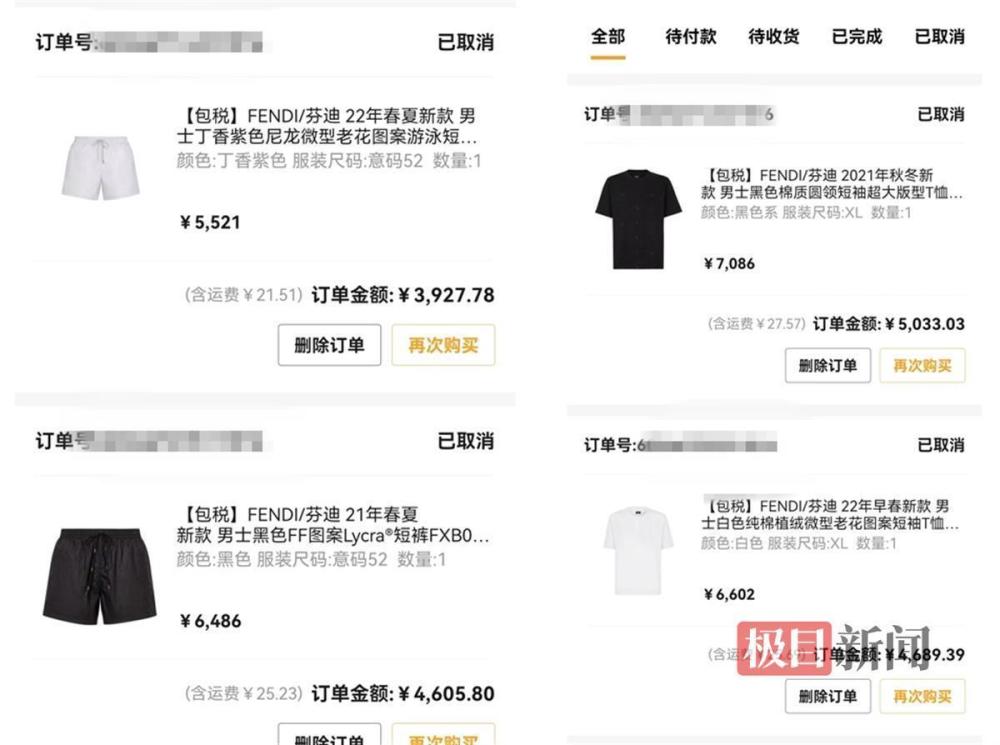 订单号:
已取消
【包税】FENDI/芬迪 22年春夏新款 男
士丁香紫色尼龙微型老花图案游泳短...
颜色:丁香紫色 服装尺码:意码52 数量:1
￥5,521
(含运费￥21.51) 订单金额:￥3,927.78
删除订单
再次购买
订单号
已取消
【包税】FENDI/芬迪 21年春夏
新款 男士黑色FF图案Lycra®短裤FXB0...
颜色:黑色 服装尺码:意码52 数量:1
￥6,486
(含运费￥25.23) 订单金额:￥4,605.80
删除订单
再次购买
全部 待付款 待收货 已完成 已取消
订单号
已取消
【包税】FENDI/芬迪 2021年秋冬新
款 男士黑色棉质圆领短袖超大版型T恤...
颜色:黑色系 服装尺码:XL 数量:1
￥7,086
(含运费￥27.57) 订单金额:￥5,033.03
删除订单
再次购买
订单号:6
已取消
【包税】FENDI/芬迪 22年早春新款 男
士白色纯棉植绒微型老花图案短袖T恤...
颜色:白色 服装尺码:XL 数量:1
￥6,602
(含运 订单金额:￥4,689.39
极目新闻
删除订单
再次购买